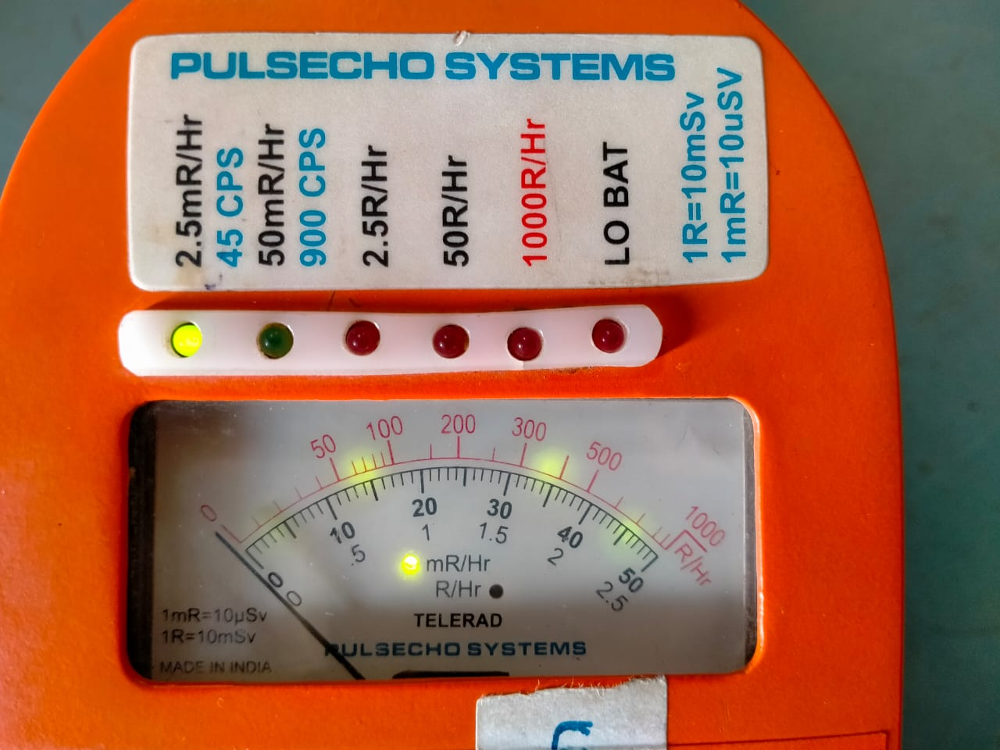 PULSECHO SYSTEMS
2.5mR/Hr
45 CPS
50mR/Hr
900 CPS
2.5R/Hr
50R/Hr
1000R/Hr
LO BAT
1R=10mSv
1mR=10uSV
0 50 100 200 300 500 1000
R/Hr
0 10 20 30 40 50
0 .5 1 1.5 2 2.5
mR/Hr
R/Hr
1mR=10µSv
1R=10mSv
TELERAD
PULSECHO SYSTEMS
MADE IN INDIA